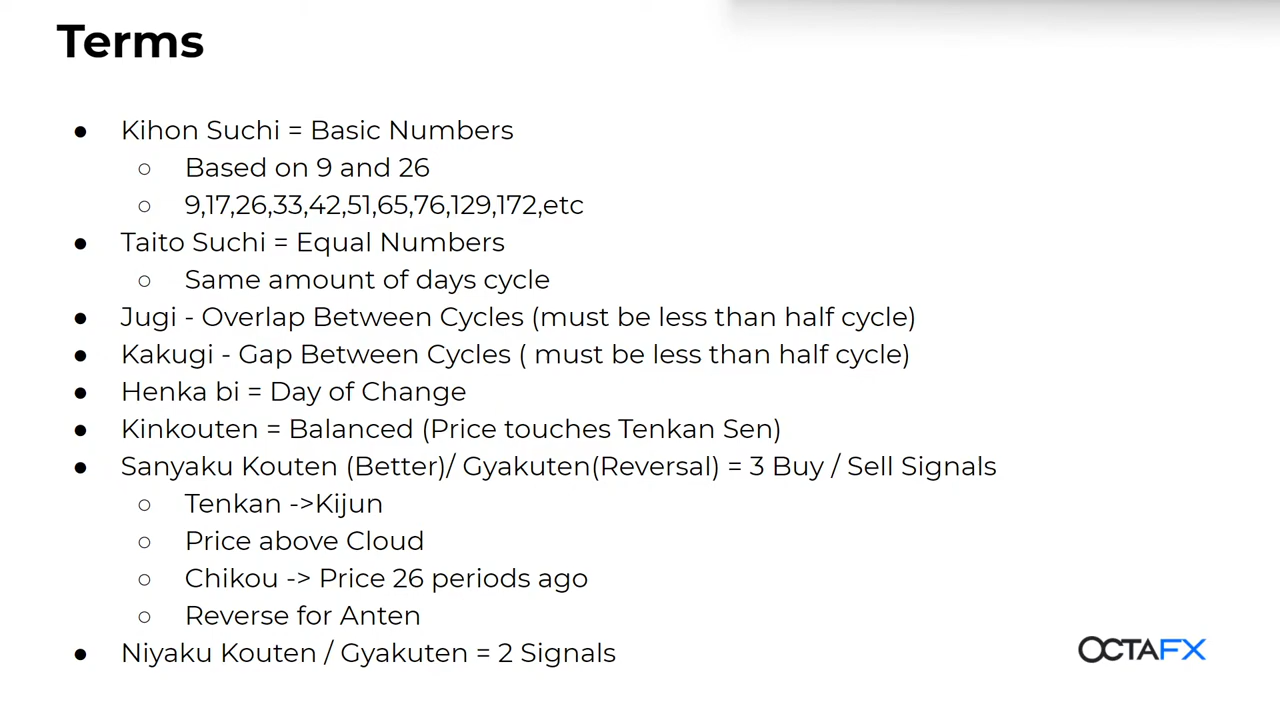 Terms
● Kihon Suchi = Basic Numbers
○ Based on 9 and 26
○ 9,17,26,33,42,51,65,76,129,172,etc
● Taito Suchi = Equal Numbers
○ Same amount of days cycle
● Jugi - Overlap Between Cycles (must be less than half cycle)
● Kakugi - Gap Between Cycles ( must be less than half cycle)
● Henka bi = Day of Change
● Kinkouten = Balanced (Price touches Tenkan Sen)
● Sanyaku Kouten (Better)/ Gyakuten(Reversal) = 3 Buy / Sell Signals
○ Tenkan ->Kijun
○ Price above Cloud
○ Chikou -> Price 26 periods ago
○ Reverse for Anten
● Niyaku Kouten / Gyakuten = 2 Signals
OCTAFX